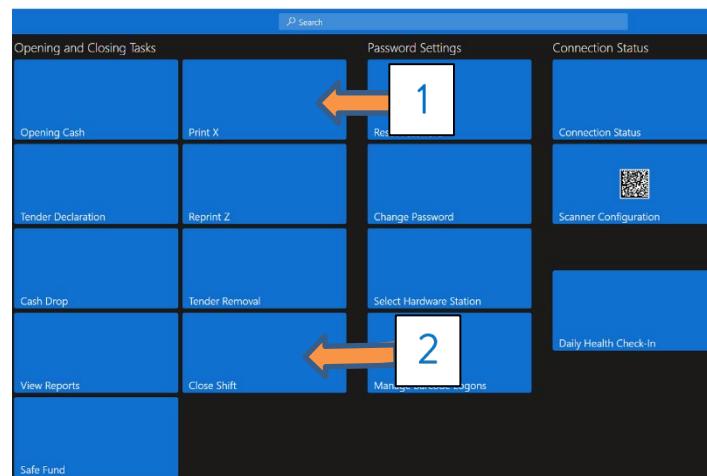 Search
Opening and Closing Tasks
Password Settings
Connection Status
Opening Cash
Print X
1
Connection Status
Tender Declaration
Reprint Z
Change Password
Scanner Configuration
Cash Drop
Tender Removal
Select Hardware Station
Daily Health Check-In
View Reports
Close Shift
2
Manage Barcode Logons
Safe Fund